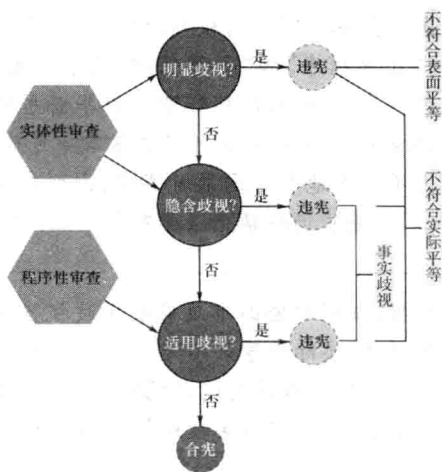 明显歧视?
是
违宪
不符合表面平等
实体性审查
否
隐含歧视?
是
违宪
不符合实际平等
事实歧视
程序性审查
否
适用歧视?
是
违宪
否
合宪